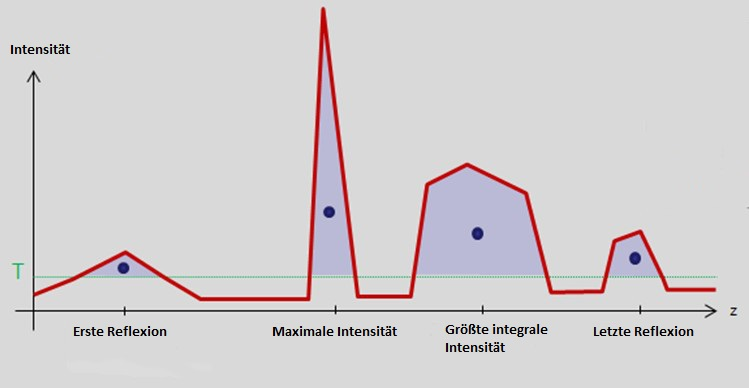 Intensität
T
z
Erste Reflexion
Maximale Intensität
Größte integrale
Intensität
Letzte Reflexion